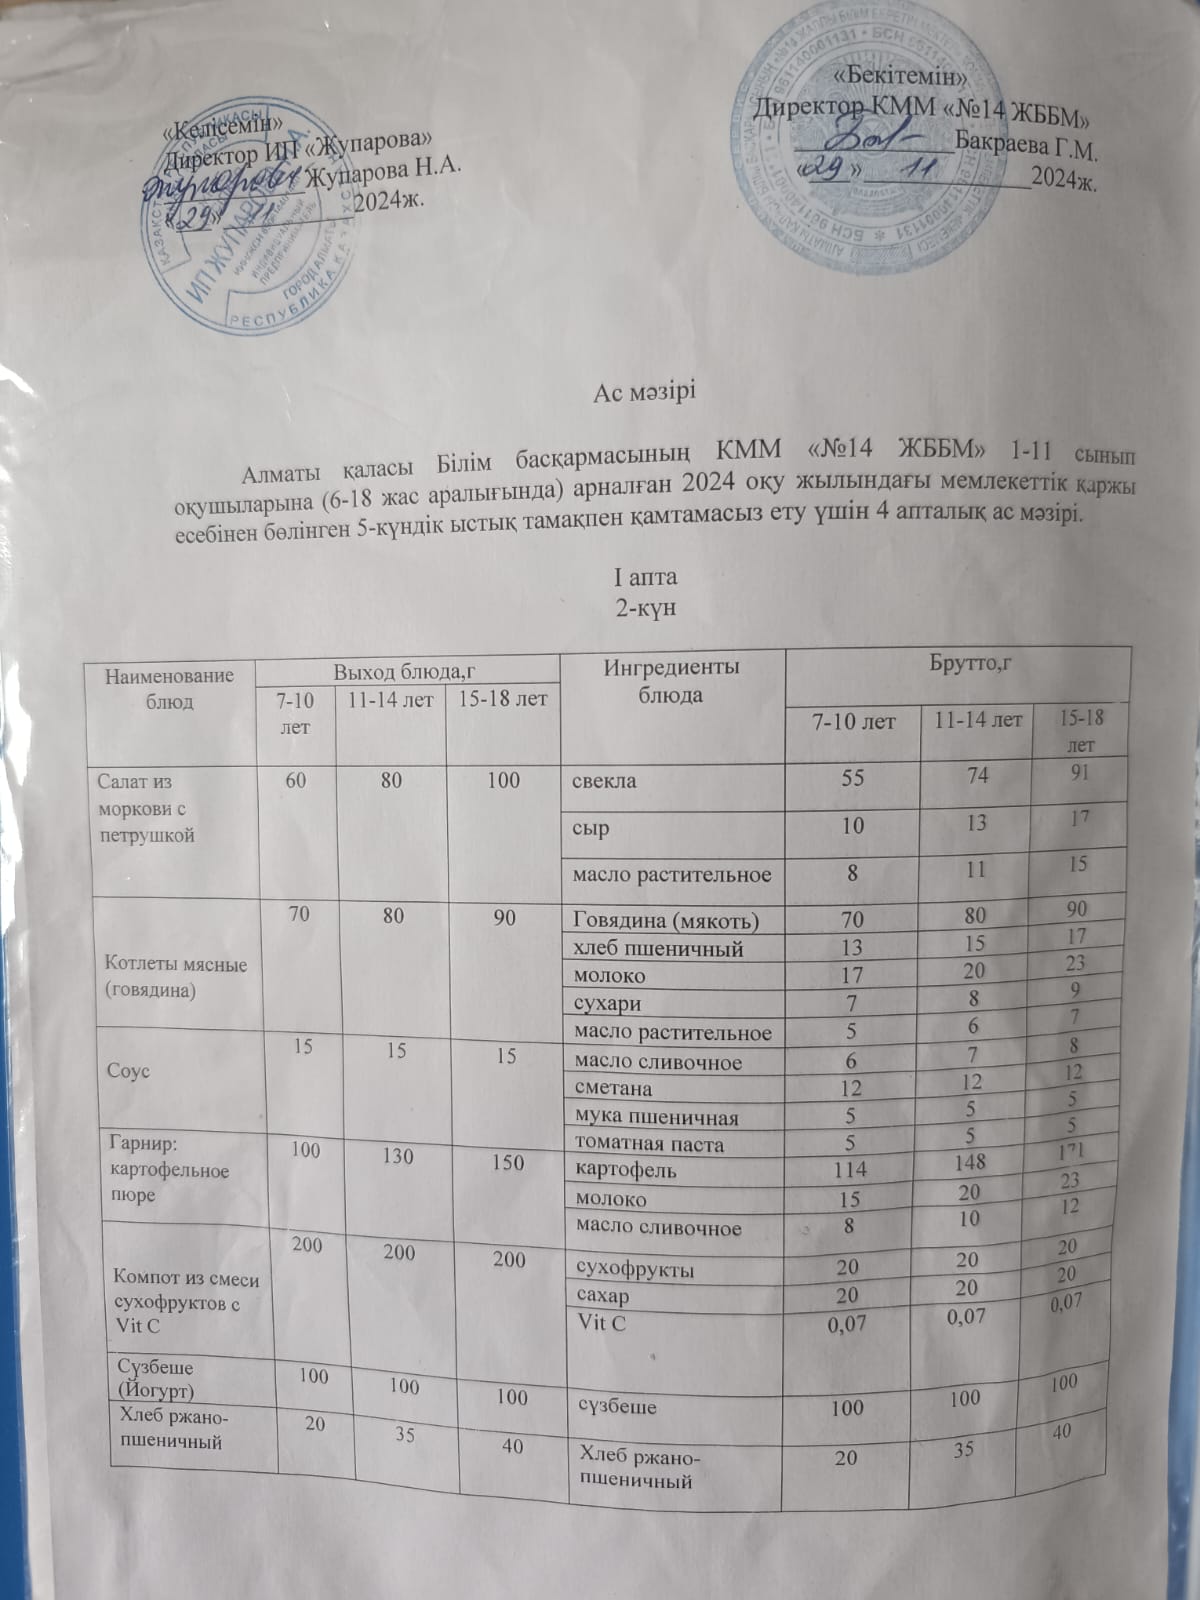 «Келісемін»
Директор ИП «Жупарова»
Жупарова Н.А.
«29» 11 2024ж.
«Бекітемін»
Директор КММ «№14 ЖББМ»
Бакраева Г.М.
«29» 11 2024ж.
РЕСПУБЛИКА КАЗАХСТАН
ГОРОД АЛМАТЫ
ИНДИВИДУАЛЬНЫЙ
ПРЕДПРИНИМАТЕЛЬ
БСН 961140001131
Ас мәзірі
Алматы қаласы Білім басқармасының КММ «№14 ЖББМ» 1-11 сынып
оқушыларына (6-18 жас аралығында) арналған 2024 оқу жылындағы мемлекеттік қаржы
есебінен бөлінген 5-күндік ыстық тамақпен қамтамасыз ету үшін 4 апталық ас мәзірі.
I апта
2-күн
Наименование блюд Выход блюда,г Ингредиенты блюда Брутто,г
7-10 лет 11-14 лет 15-18 лет 7-10 лет 11-14 лет 15-18 лет
Салат из моркови с петрушкой 60 80 100 свекла 55 74 91
сыр 10 13 17
масло растительное 8 11 15
Котлеты мясные (говядина) 70 80 90 Говядина (мякоть) 70 80 90
хлеб пшеничный 13 15 17
молоко 17 20 23
сухари 7 8 9
масло растительное 5 6 7
Соус 15 15 15 масло сливочное 6 7 8
сметана 12 12 12
мука пшеничная 5 5 5
томатная паста 5 5 5
Гарнир: картофельное пюре 100 130 150 картофель 114 148 171
молоко 15 20 23
масло сливочное 8 10 12
Компот из смеси сухофруктов с Vit C 200 200 200 сухофрукты 20 20 20
сахар 20 20 20
Vit C 0,07 0,07 0,07
Сүзбеше (Йогурт) 100 100 100 сүзбеше 100 100 100
Хлеб ржано-пшеничный 20 35 40 Хлеб ржано-пшеничный 20 35 40